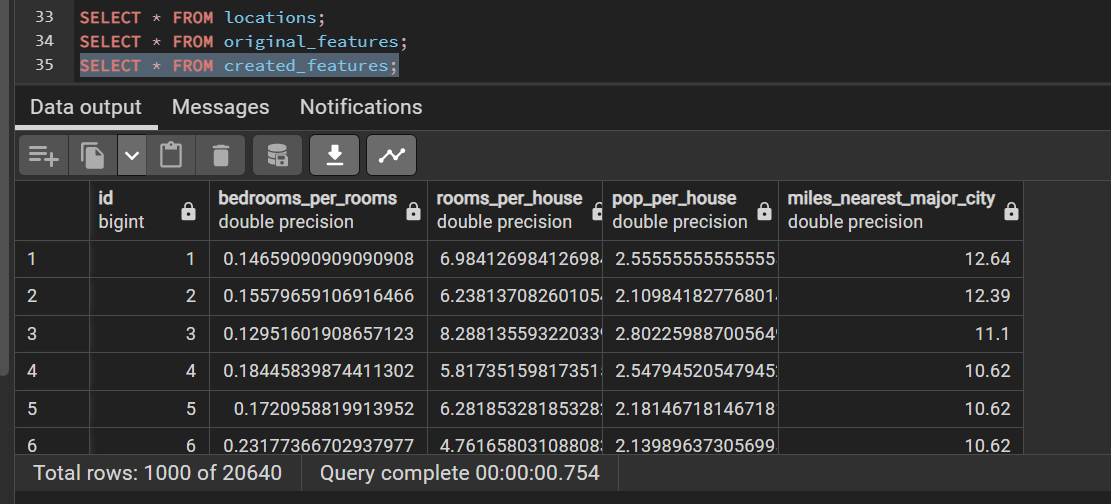 33 SELECT * FROM locations;
34 SELECT * FROM original_features;
35 SELECT * FROM created_features;
Data output Messages Notifications
id bedrooms_per_rooms rooms_per_house pop_per_house miles_nearest_major_city
bigint double precision double precision double precision double precision
1 1 0.14659090909090908 6.98412698412698 2.55555555555555 12.64
2 2 0.15579659106916466 6.23813708260105 2.10984182776801 12.39
3 3 0.12951601908657123 8.28813559322033 2.80225988700564 11.1
4 4 0.18445839874411302 5.81735159817351 2.54794520547945 10.62
5 5 0.1720958819913952 6.28185328185328 2.18146718146718 10.62
6 6 0.23177366702937977 4.76165803108808 2.13989637305699 10.62
Total rows: 1000 of 20640 Query complete 00:00:00.754